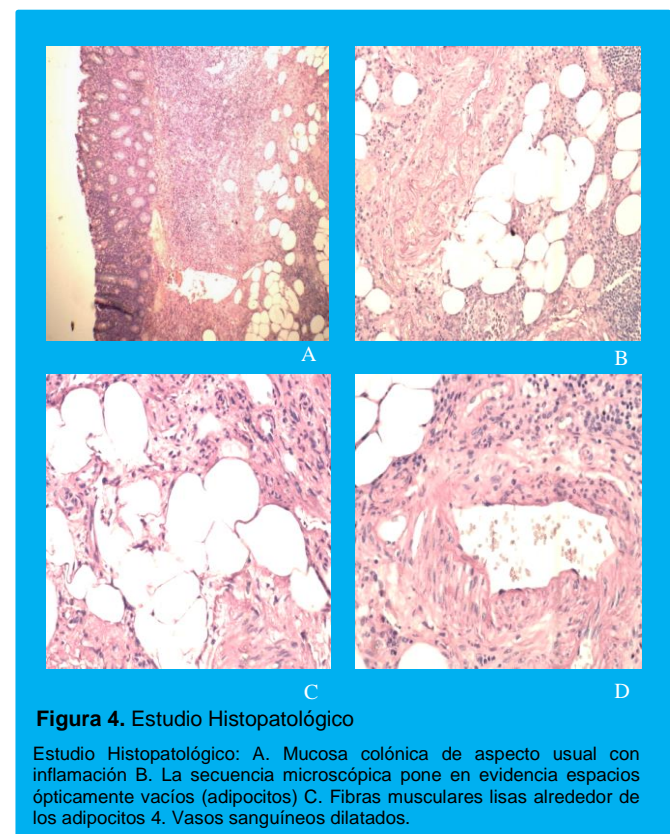 A
B
C
D
Figura 4. Estudio Histopatológico
Estudio Histopatológico: A. Mucosa colónica de aspecto usual con
inflamación B. La secuencia microscópica pone en evidencia espacios
ópticamente vacíos (adipocitos) C. Fibras musculares lisas alrededor de
los adipocitos 4. Vasos sanguíneos dilatados.